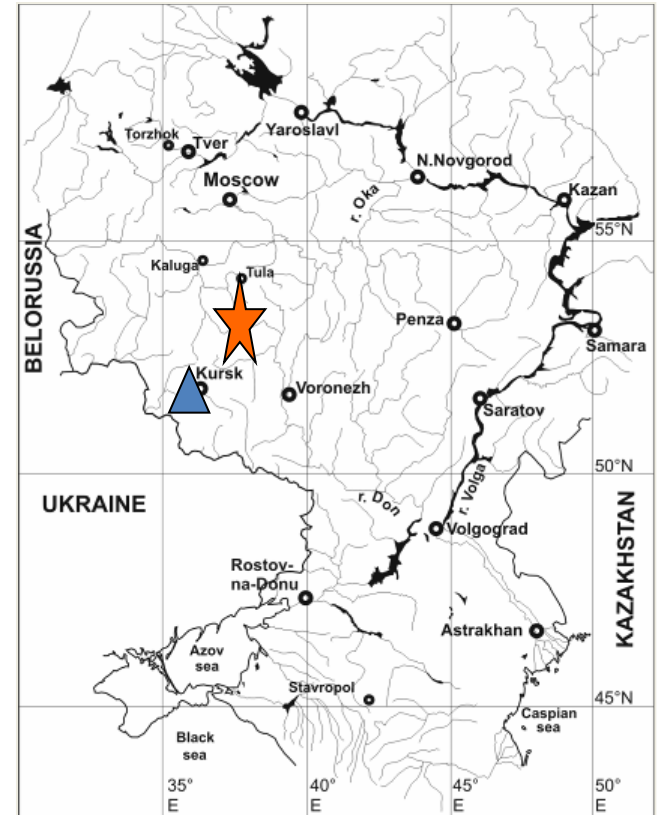 Torzhok
Tver
Yaroslavl
N.Novgorod
Moscow
r. Oka
Kazan
BELORUSSIA
55°N
Kaluga
Tula
Penza
Samara
Kursk
Voronezh
Saratov
50°N
UKRAINE
r. Don
r. Volga
Volgograd
KAZAKHSTAN
Rostov-
na-Donu
Astrakhan
Azov
sea
Stavropol
45°N
Caspian
sea
Black
sea
35°
E
40°
E
45°
E
50°
E